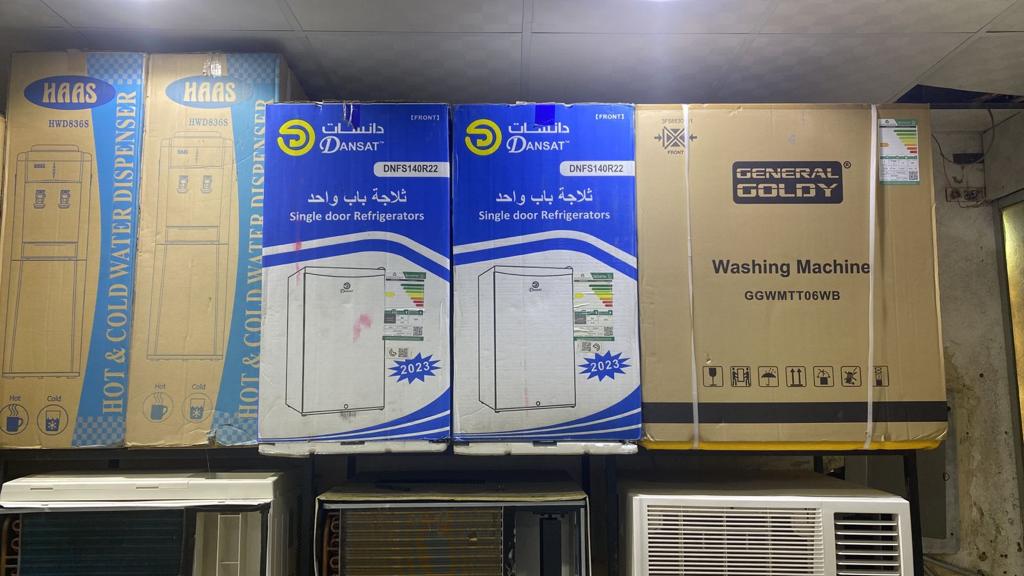 HAAS
HWD836S
HOT & COLD WATER DISPENSER
Hot
Cold
HAAS
HWD836S
HOT & COLD WATER DISPENSER
Hot
Cold
[FRONT]
دانسات
DANSAT™
DNFS140R22
ثلاجة باب واحد
Single door Refrigerators
DANSAT
2023
[FRONT]
دانسات
DANSAT™
DNFS140R22
ثلاجة باب واحد
Single door Refrigerators
DANSAT
2023
FRONT
GENERAL
GOLDY®
Washing Machine
GGWMTT06WB